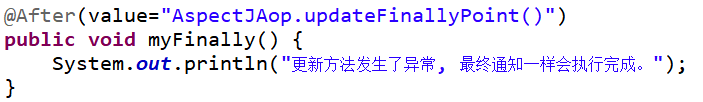 @After(value="AspectJAop.updateFinallyPoint()")
public void myFinally() {
    System.out.println("更新方法发生了异常, 最终通知一样会执行完成。");
}